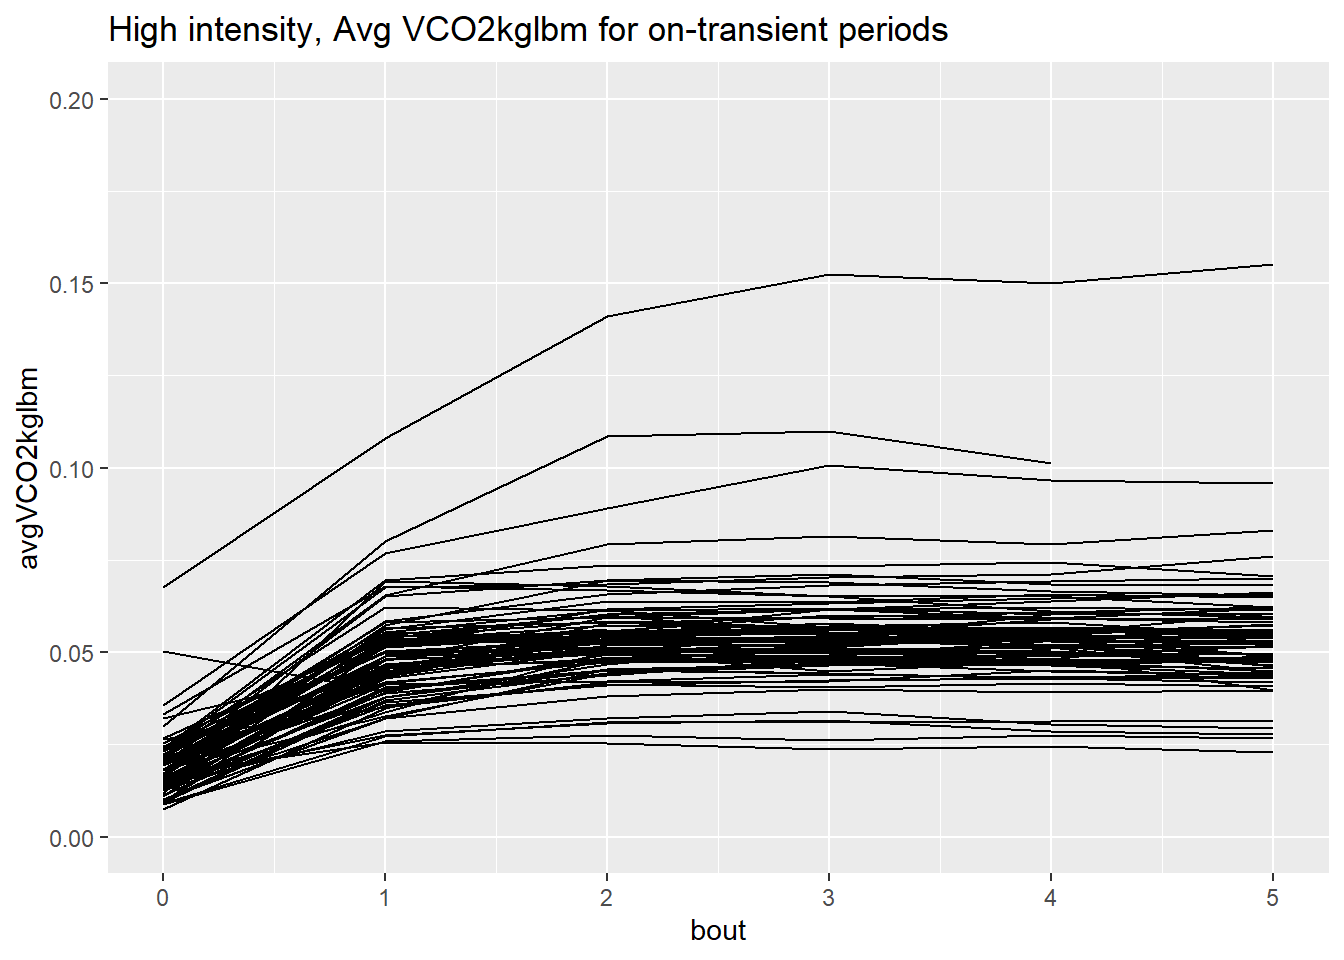 High intensity, Avg VCO2kglbm for on-transient periods
0.20
0.15
0.10
0.05
0.00
avgVCO2kglbm
0 1 2 3 4 5
bout